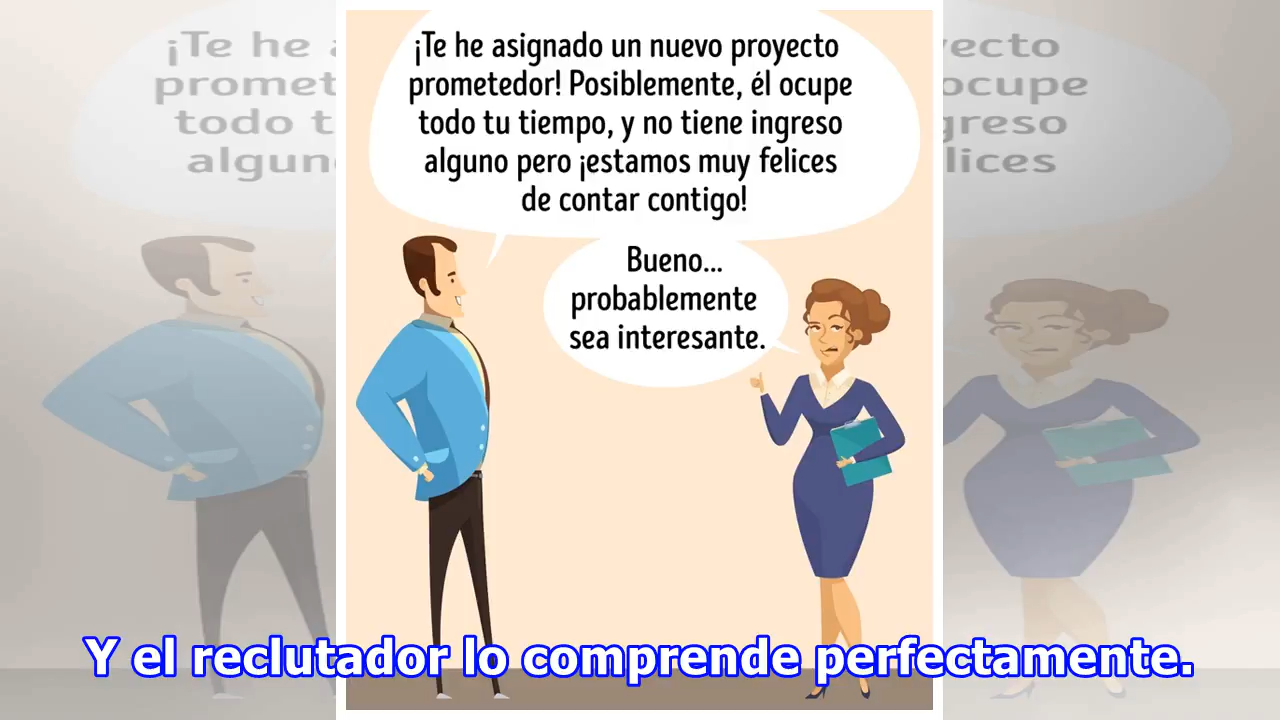 ¡Te he asignado un nuevo proyecto
prometedor! Posiblemente, él ocupe
todo tu tiempo, y no tiene ingreso
alguno pero ¡estamos muy felices
de contar contigo!
Bueno...
probablemente
sea interesante.
Y el reclutador lo comprende perfectamente.